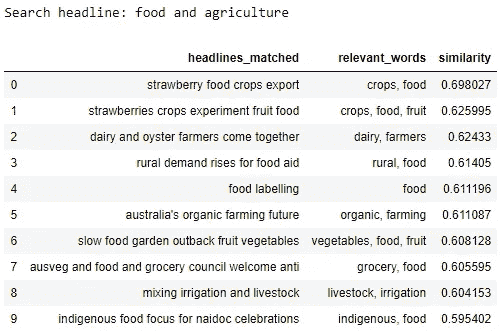 Search headline: food and agriculture
headlines_matched relevant_words similarity
0 strawberry food crops export crops, food 0.698027
1 strawberries crops experiment fruit food crops, food, fruit 0.625995
2 dairy and oyster farmers come together dairy, farmers 0.62433
3 rural demand rises for food aid rural, food 0.61405
4 food labelling food 0.611196
5 australia's organic farming future organic, farming 0.611087
6 slow food garden outback fruit vegetables vegetables, food, fruit 0.608128
7 ausveg and food and grocery council welcome anti grocery, food 0.605595
8 mixing irrigation and livestock livestock, irrigation 0.604153
9 indigenous food focus for naidoc celebrations indigenous, food 0.595402